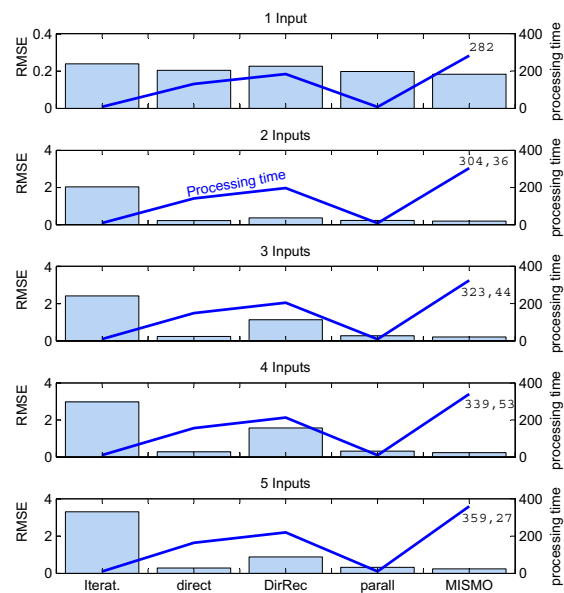 1 Input
0.4
0.2
0
RMSE
400
200
0
processing time
282
2 Inputs
4
2
0
RMSE
400
200
0
processing time
Processing time
304,36
3 Inputs
4
2
0
RMSE
400
200
0
processing time
323,44
4 Inputs
4
2
0
RMSE
400
200
0
processing time
339,53
5 Inputs
4
2
0
RMSE
400
200
0
processing time
359,27
Iterat. direct DirRec parall MISMO